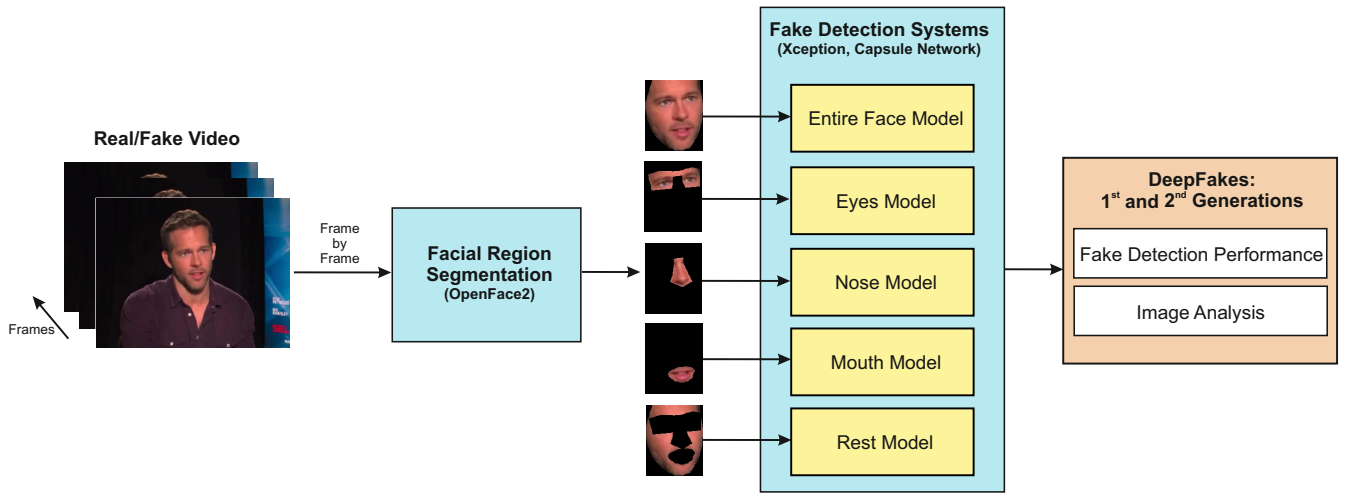 Real/Fake Video
Frames
Frame
by
Frame
Facial Region
Segmentation
(OpenFace2)
Fake Detection Systems
(Xception, Capsule Network)
Entire Face Model
Eyes Model
Nose Model
Mouth Model
Rest Model
DeepFakes:
1st and 2nd Generations
Fake Detection Performance
Image Analysis